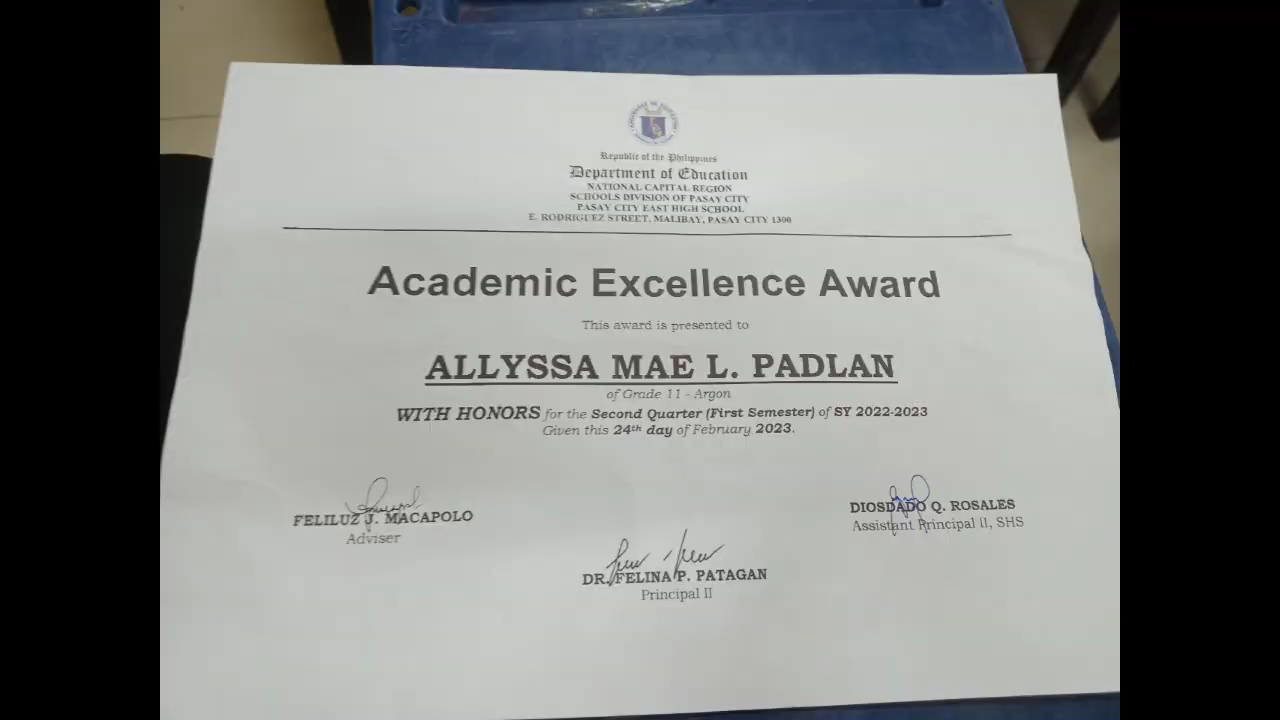 Republic of the Philippines
Department of Education
NATIONAL CAPITAL REGION
SCHOOLS DIVISION OF PASAY CITY
PASAY CITY EAST HIGH SCHOOL
E. RODRIGUEZ STREET, MALIBAY, PASAY CITY 1300
Academic Excellence Award
This award is presented to
ALLYSSA MAE L. PADLAN
of Grade 11 - Argon
WITH HONORS for the Second Quarter (First Semester) of SY 2022-2023
Given this 24th day of February 2023.
FELILUZ J. MACAPOLO
Adviser
DR. FELINA P. PATAGAN
Principal II
DIOSDADO Q. ROSALES
Assistant Principal II, SHS